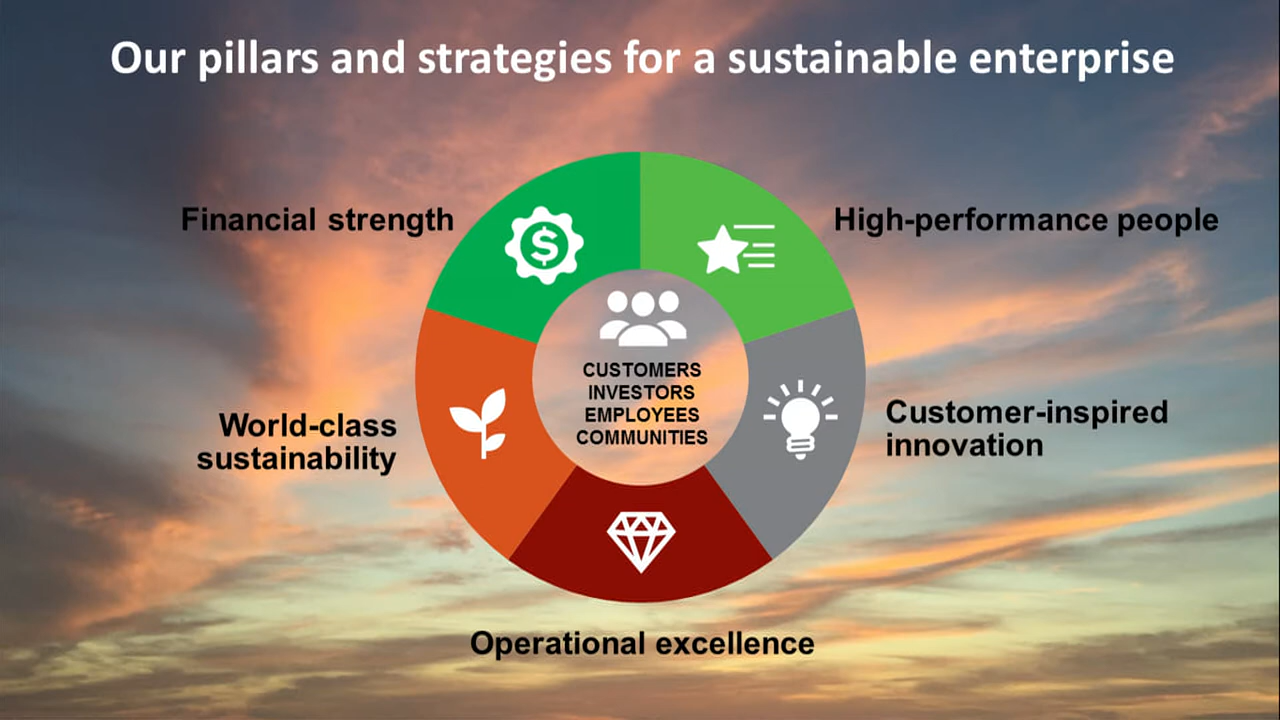 Our pillars and strategies for a sustainable enterprise
Financial strength
High-performance people
$
CUSTOMERS
INVESTORS
EMPLOYEES
COMMUNITIES
World-class
sustainability
Customer-inspired
innovation
Operational excellence